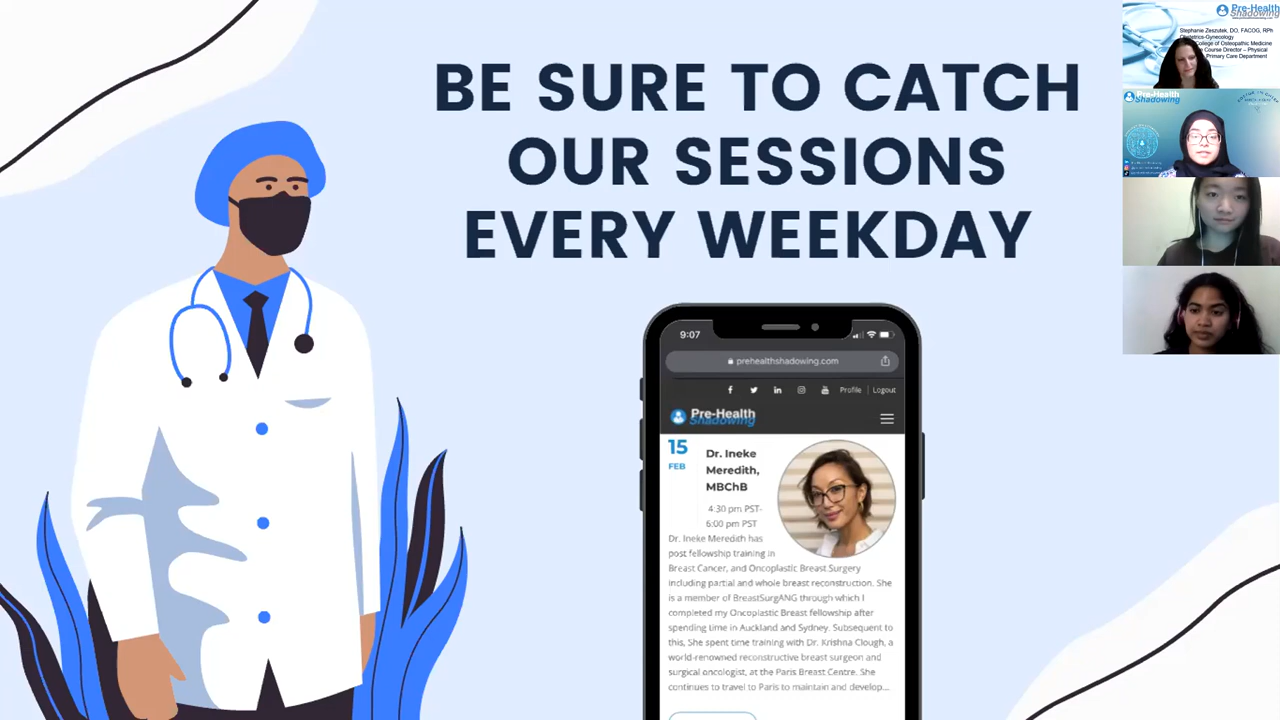 BE SURE TO CATCH
OUR SESSIONS
EVERY WEEKDAY
9:07
prehealthshadowing.com
Profile | Logout
Pre-Health
Shadowing
15
FEB
Dr. Ineke
Meredith,
MBChB
4:30 pm PST-
6:00 pm PST
Dr. Ineke Meredith has
post fellowship training in
Breast Cancer, and Oncoplastic Breast Surgery
including partial and whole breast reconstruction. She
is a member of BreastSurgANG through which I
completed my Oncoplastic Breast fellowship after
spending time in Auckland and Sydney. Subsequent to
this, She spent time training with Dr. Krishna Clough, a
world-renowned reconstructive breast surgeon and
surgical oncologist, at the Paris Breast Centre. She
continues to travel to Paris to maintain and develop...
Pre-Health
Shadowing
Stephanie Zeszutek, DO, FACOG, RPh
Obstetrics-Gynecology
College of Osteopathic Medicine
Course Director – Physical
Primary Care Department
Pre-Health
Shadowing